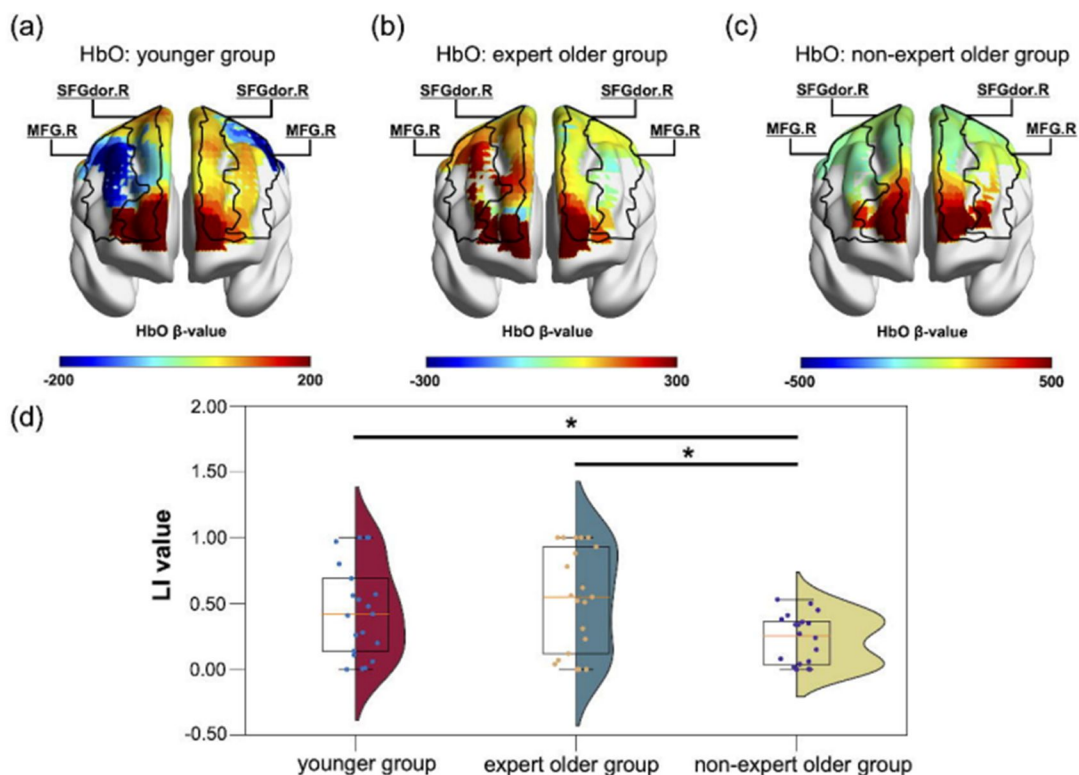 (a)
HbO: younger group
SFGdor.R
SFGdor.R
MFG.R
MFG.R
HbO β-value
-200
200
(b)
HbO: expert older group
SFGdor.R
SFGdor.R
MFG.R
MFG.R
HbO β-value
-300
300
(c)
HbO: non-expert older group
SFGdor.R
SFGdor.R
MFG.R
MFG.R
HbO β-value
-500
500
(d)
LI value
2.00
1.50
1.00
0.50
0.00
-0.50
*
*
younger group
expert older group
non-expert older group